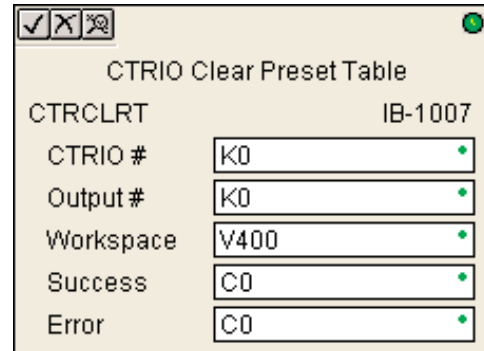 CTRIO Clear Preset Table
CTRCLRT IB-1007
CTRIO # K0
Output # K0
Workspace V400
Success C0
Error C0